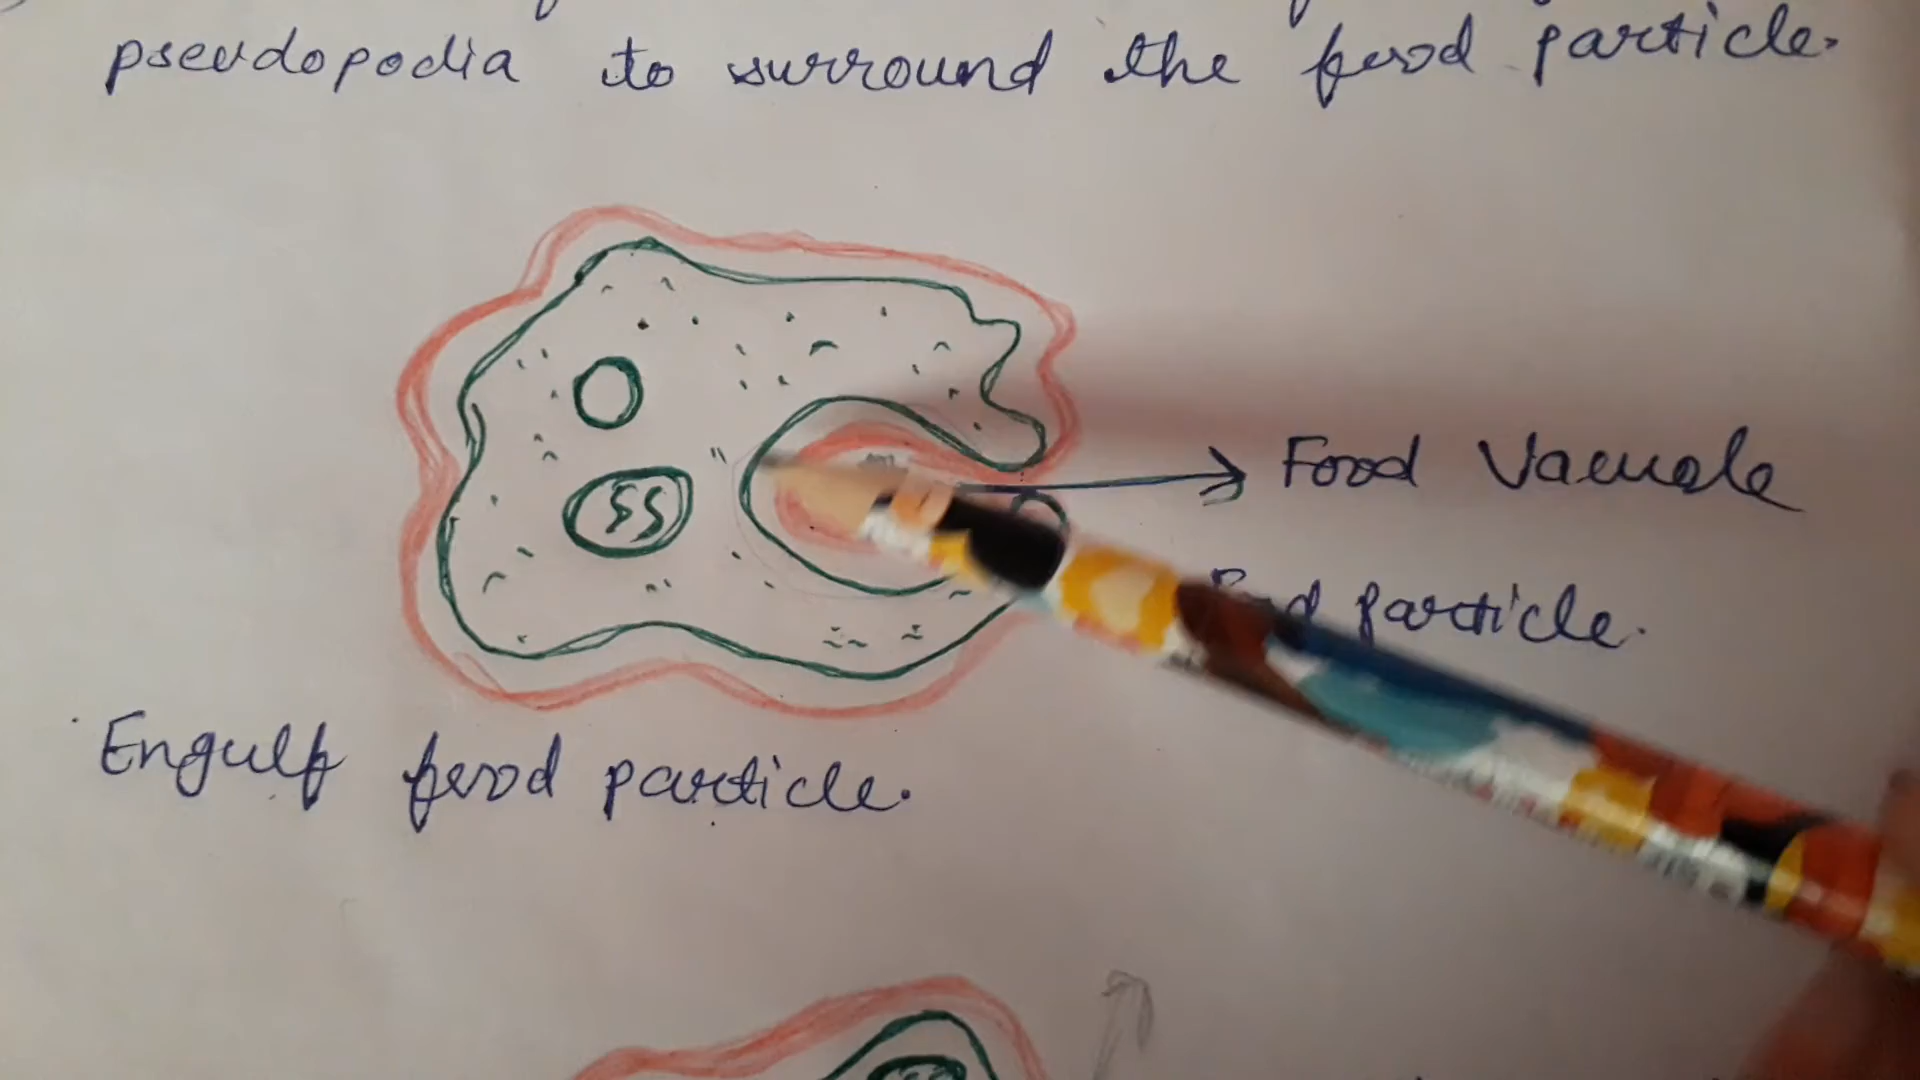 pseudopodia to surround the food particle.
Food Vacuole
particle.
Engulf food particle.